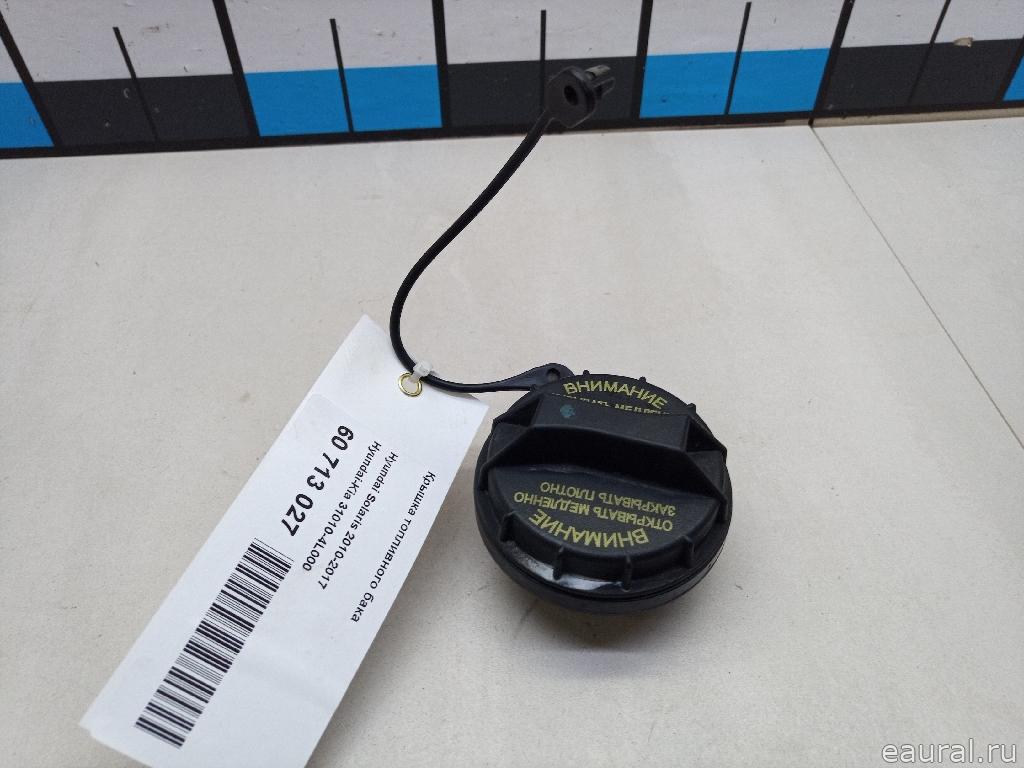 ВНИМАНИЕ
ВНИМАНИЕ
ОТКРЫВАТЬ МЕДЛЕННО
ЗАКРЫВАТЬ ПЛОТНО
Крышка топливного бака
Hyundai Solaris 2010-2017
Hyundai-Kia 31010-4L000
60 713 027
eaural.ru